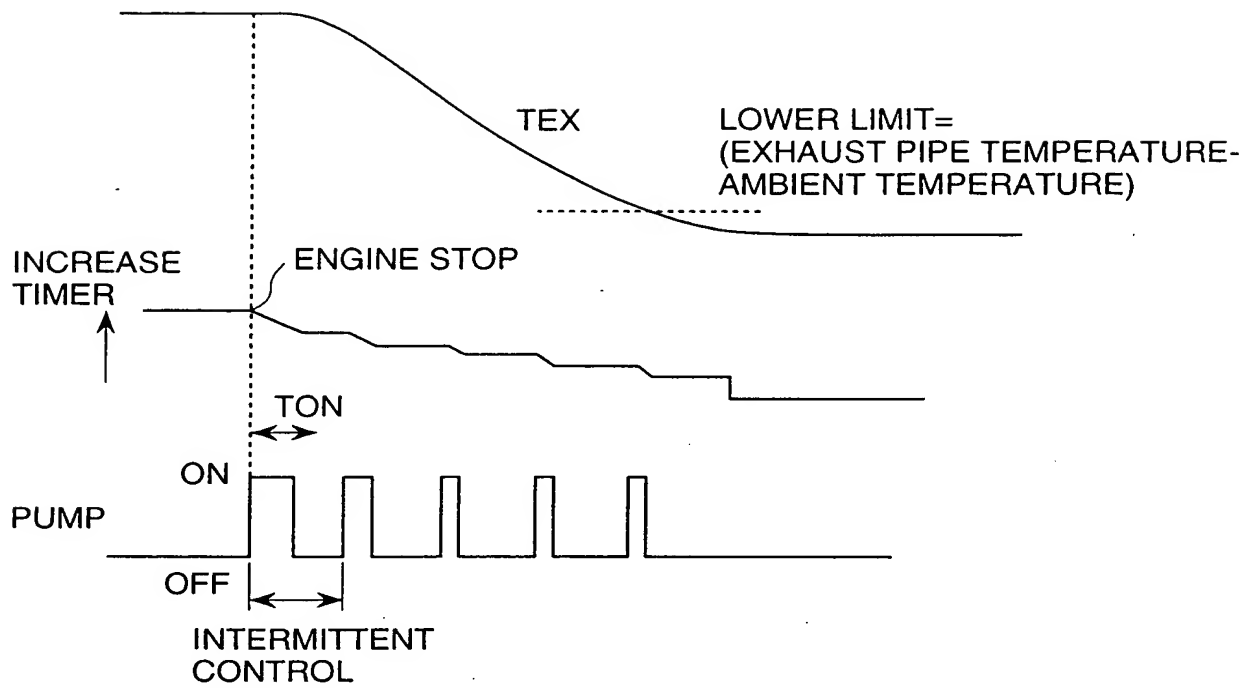 TEX
LOWER LIMIT=
(EXHAUST PIPE TEMPERATURE-
AMBIENT TEMPERATURE)
INCREASE
TIMER
ENGINE STOP
TON
ON
PUMP
OFF
INTERMITTENT
CONTROL